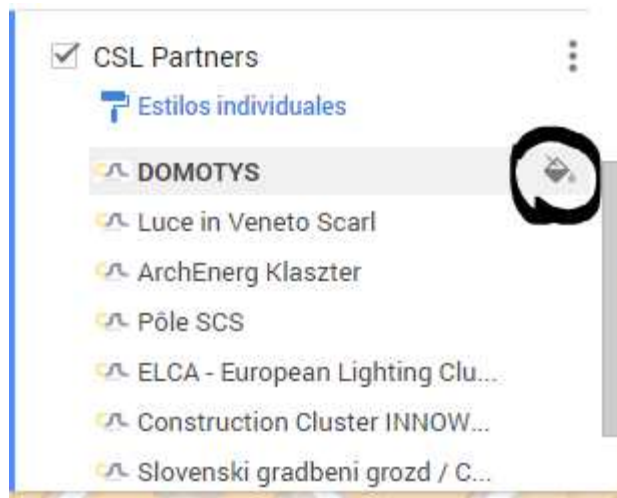 CSL Partners
Estilos individuales
DOMOTYS
Luce in Veneto Scarl
ArchEnerg Klaszter
Pôle SCS
ELCA - European Lighting Clu...
Construction Cluster INNOW...
Slovenski gradbeni grozd / C...